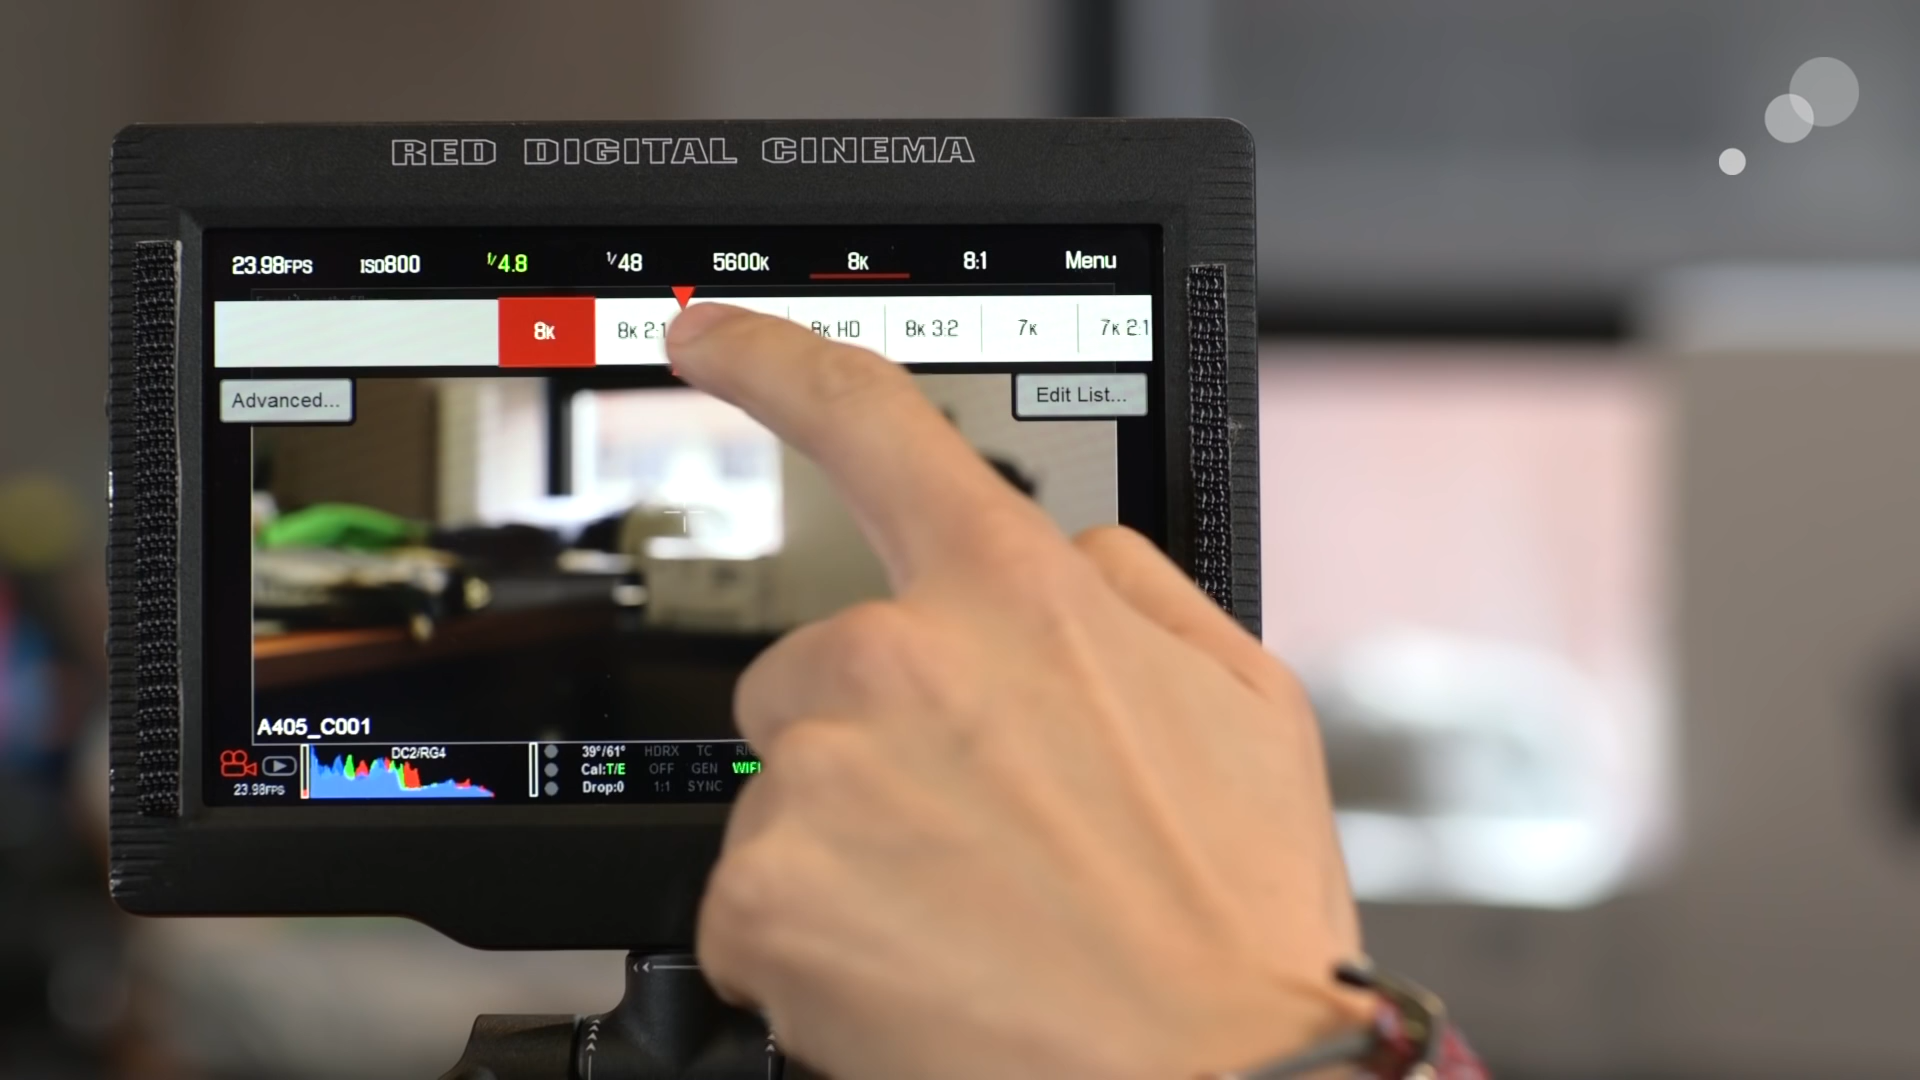 RED DIGITAL CINEMA
23.98FPS ISO800 1/4.8 1/48 5600K 8K 8:1 Menu
8K 8K 2:1 8K HD 8K 3:2 7K 7K 2:1
Advanced... Edit List...
A405_C001
DC2/RG4
23.98FPS
39°/61° HDRX TC
Cal:T/E OFF GEN WIFI
Drop:0 1:1 SYNC